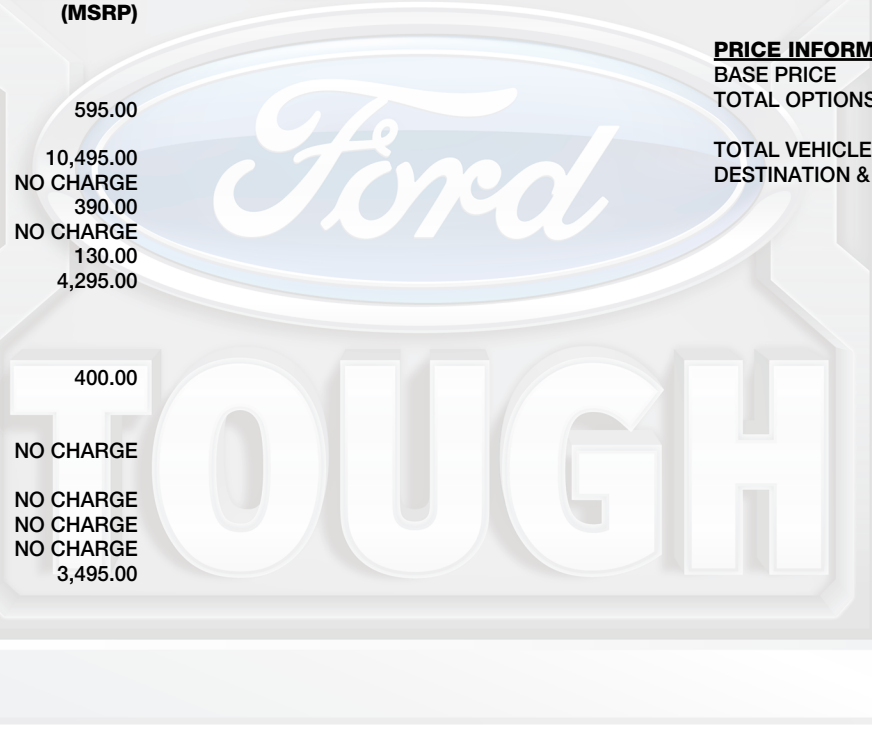 (MSRP)
595.00
10,495.00
NO CHARGE
390.00
NO CHARGE
130.00
4,295.00
400.00
NO CHARGE
NO CHARGE
NO CHARGE
NO CHARGE
3,495.00
PRICE INFORM
BASE PRICE
TOTAL OPTIONS
TOTAL VEHICLE
DESTINATION &
Ford
TOUGH